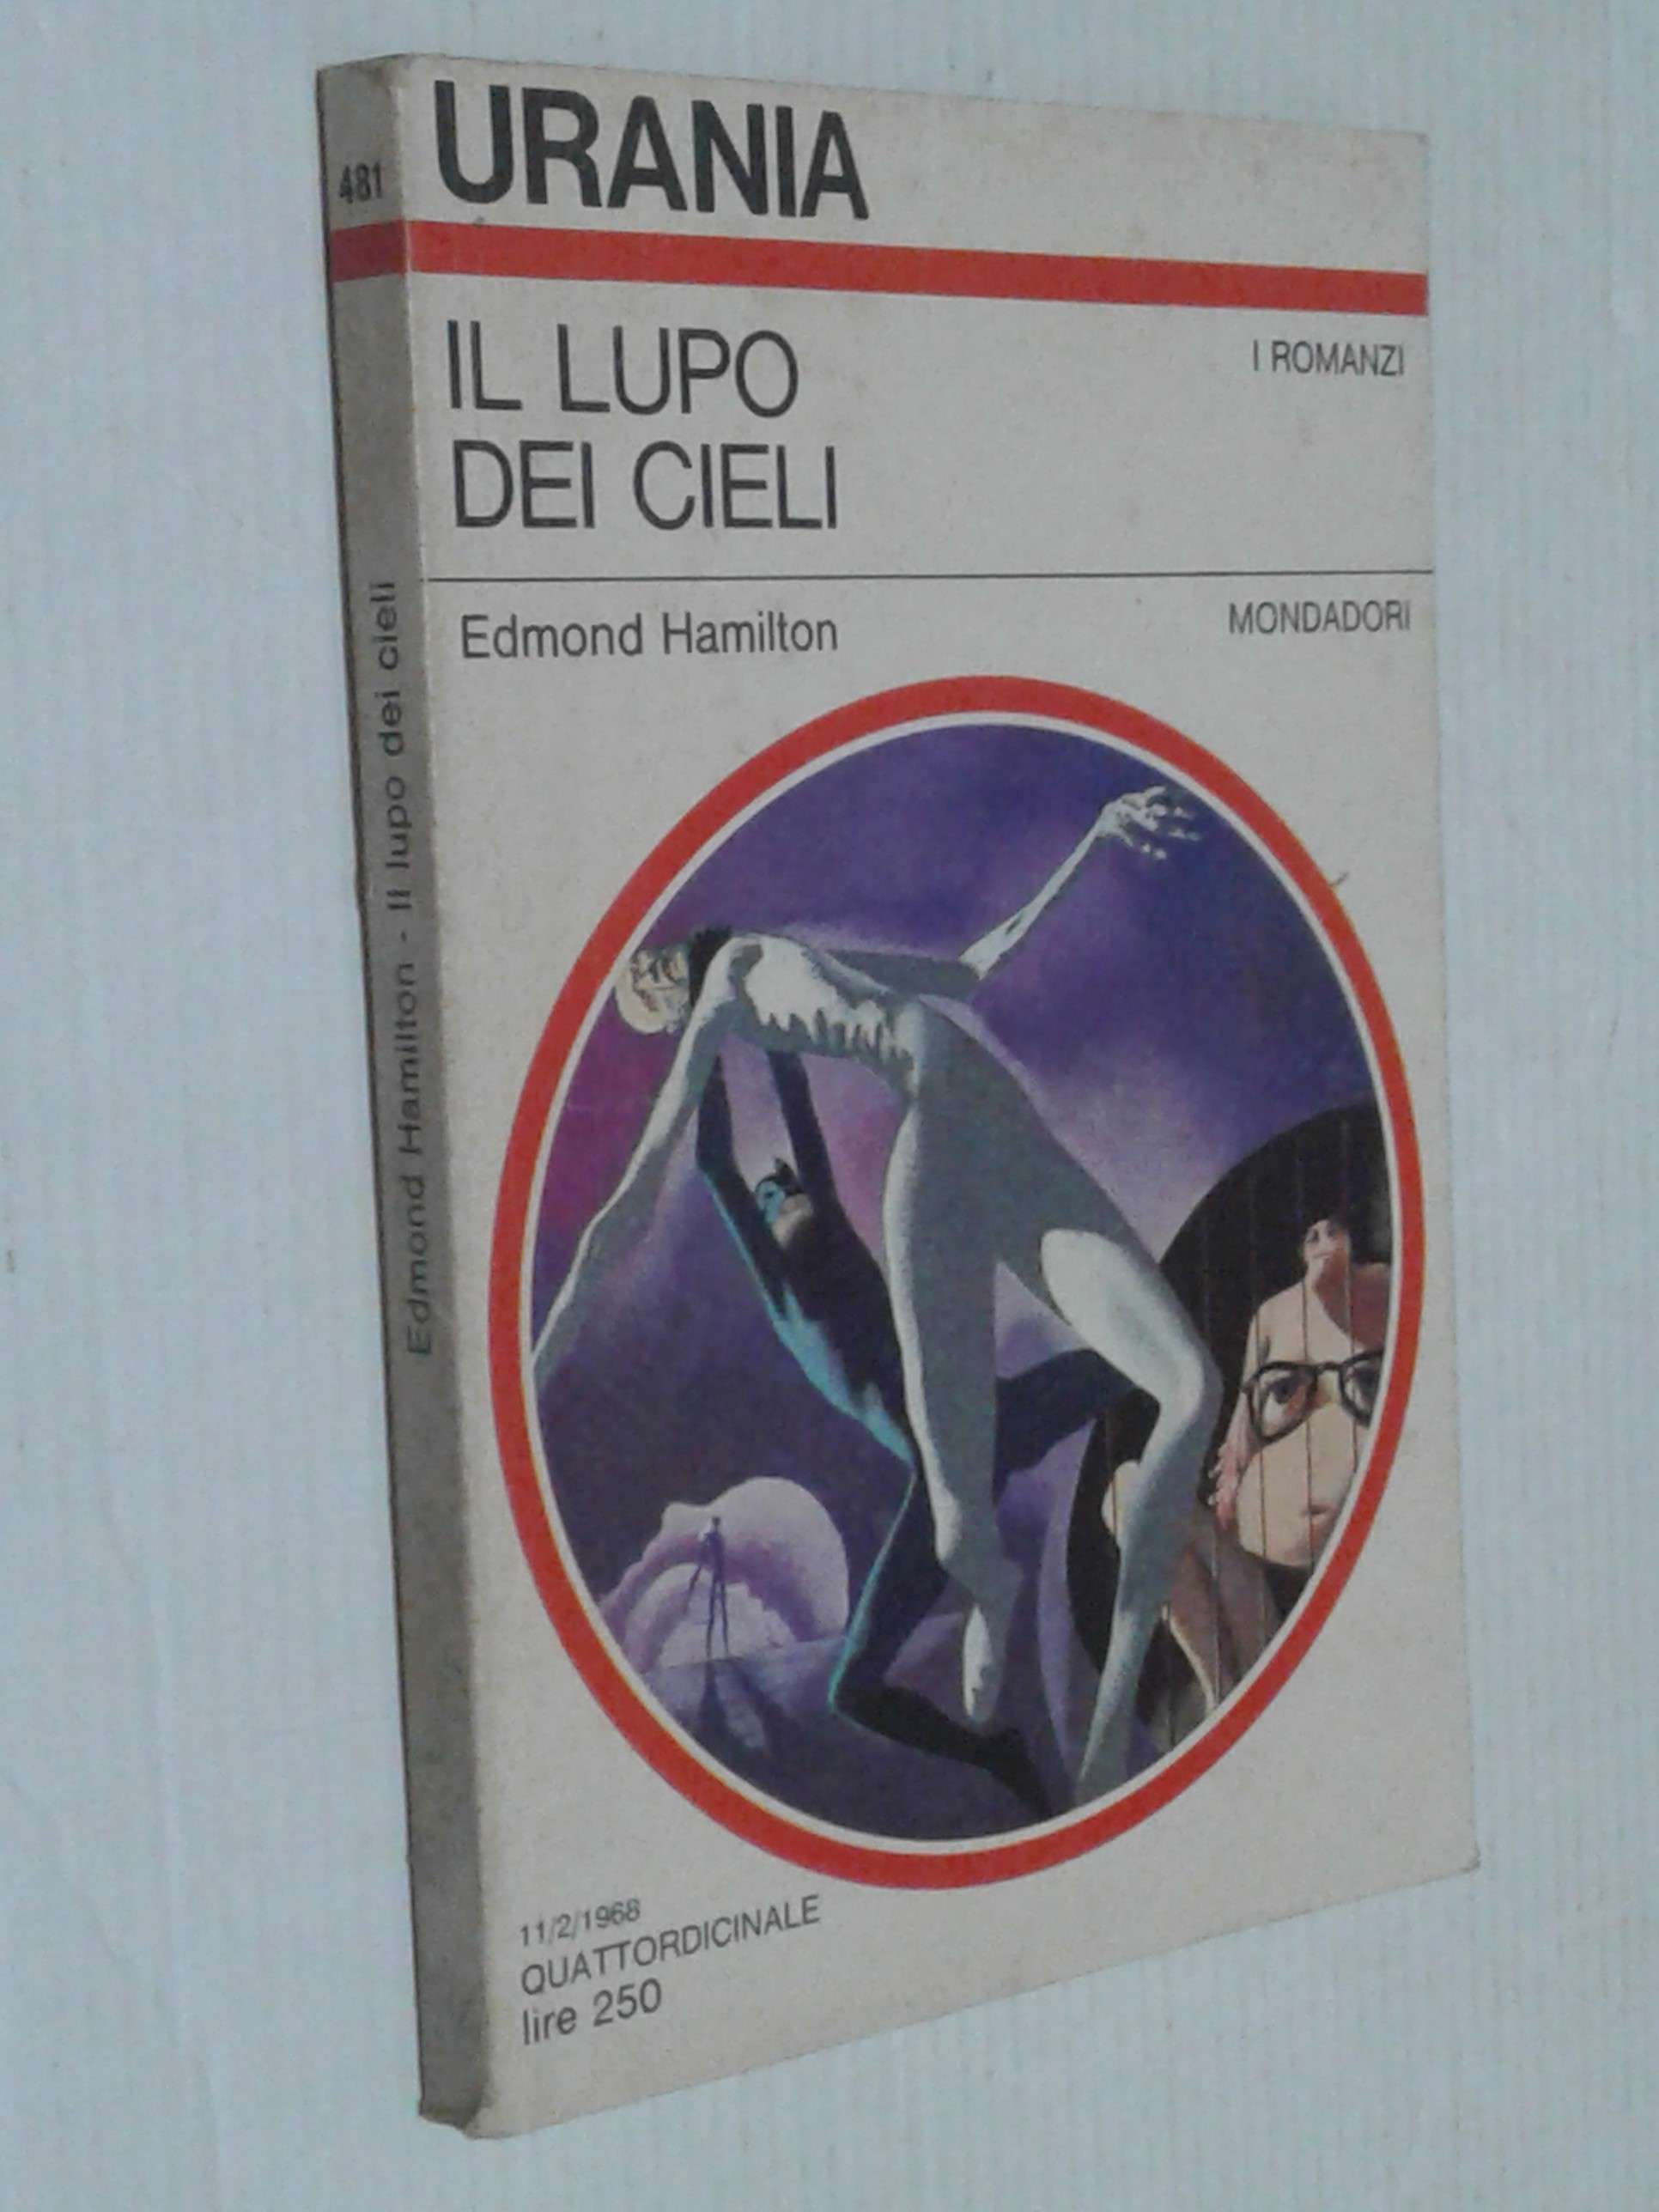 URANIA
481
IL LUPO
DEI CIELI
I ROMANZI
Edmond Hamilton
MONDADORI
Edmond Hamilton - Il lupo dei cieli
11/2/1968
QUATTORDICINALE
lire 250